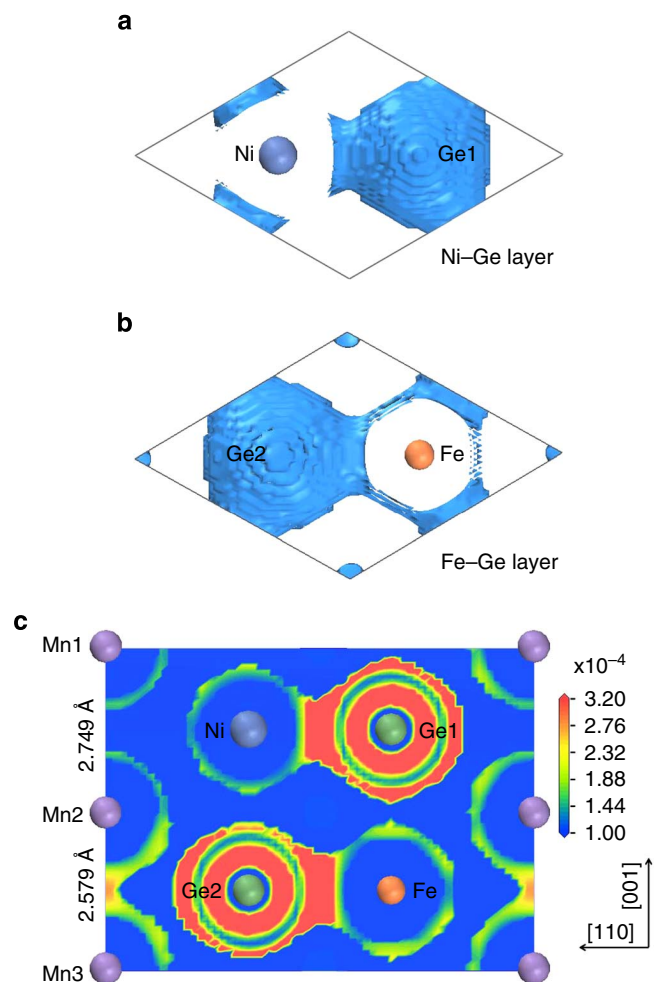 a
Ni
Ge1
Ni–Ge layer
b
Ge2
Fe
Fe–Ge layer
c
Mn1
x10⁻⁴
3.20
Ni
Ge1
2.76
2.749 Å
2.32
1.88
1.44
Mn2
1.00
2.579 Å
Ge2
Fe
[001]
[110]
Mn3